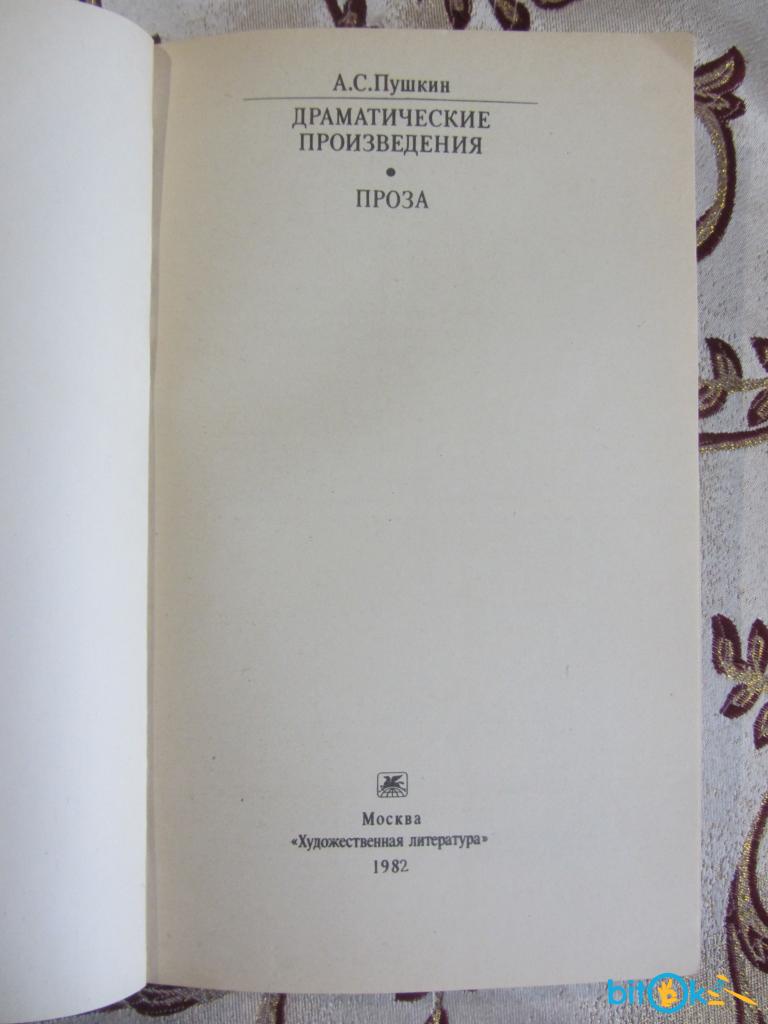 А.С.Пушкин
ДРАМАТИЧЕСКИЕ
ПРОИЗВЕДЕНИЯ
•
ПРОЗА
Москва
«Художественная литература»
1982
bitOk